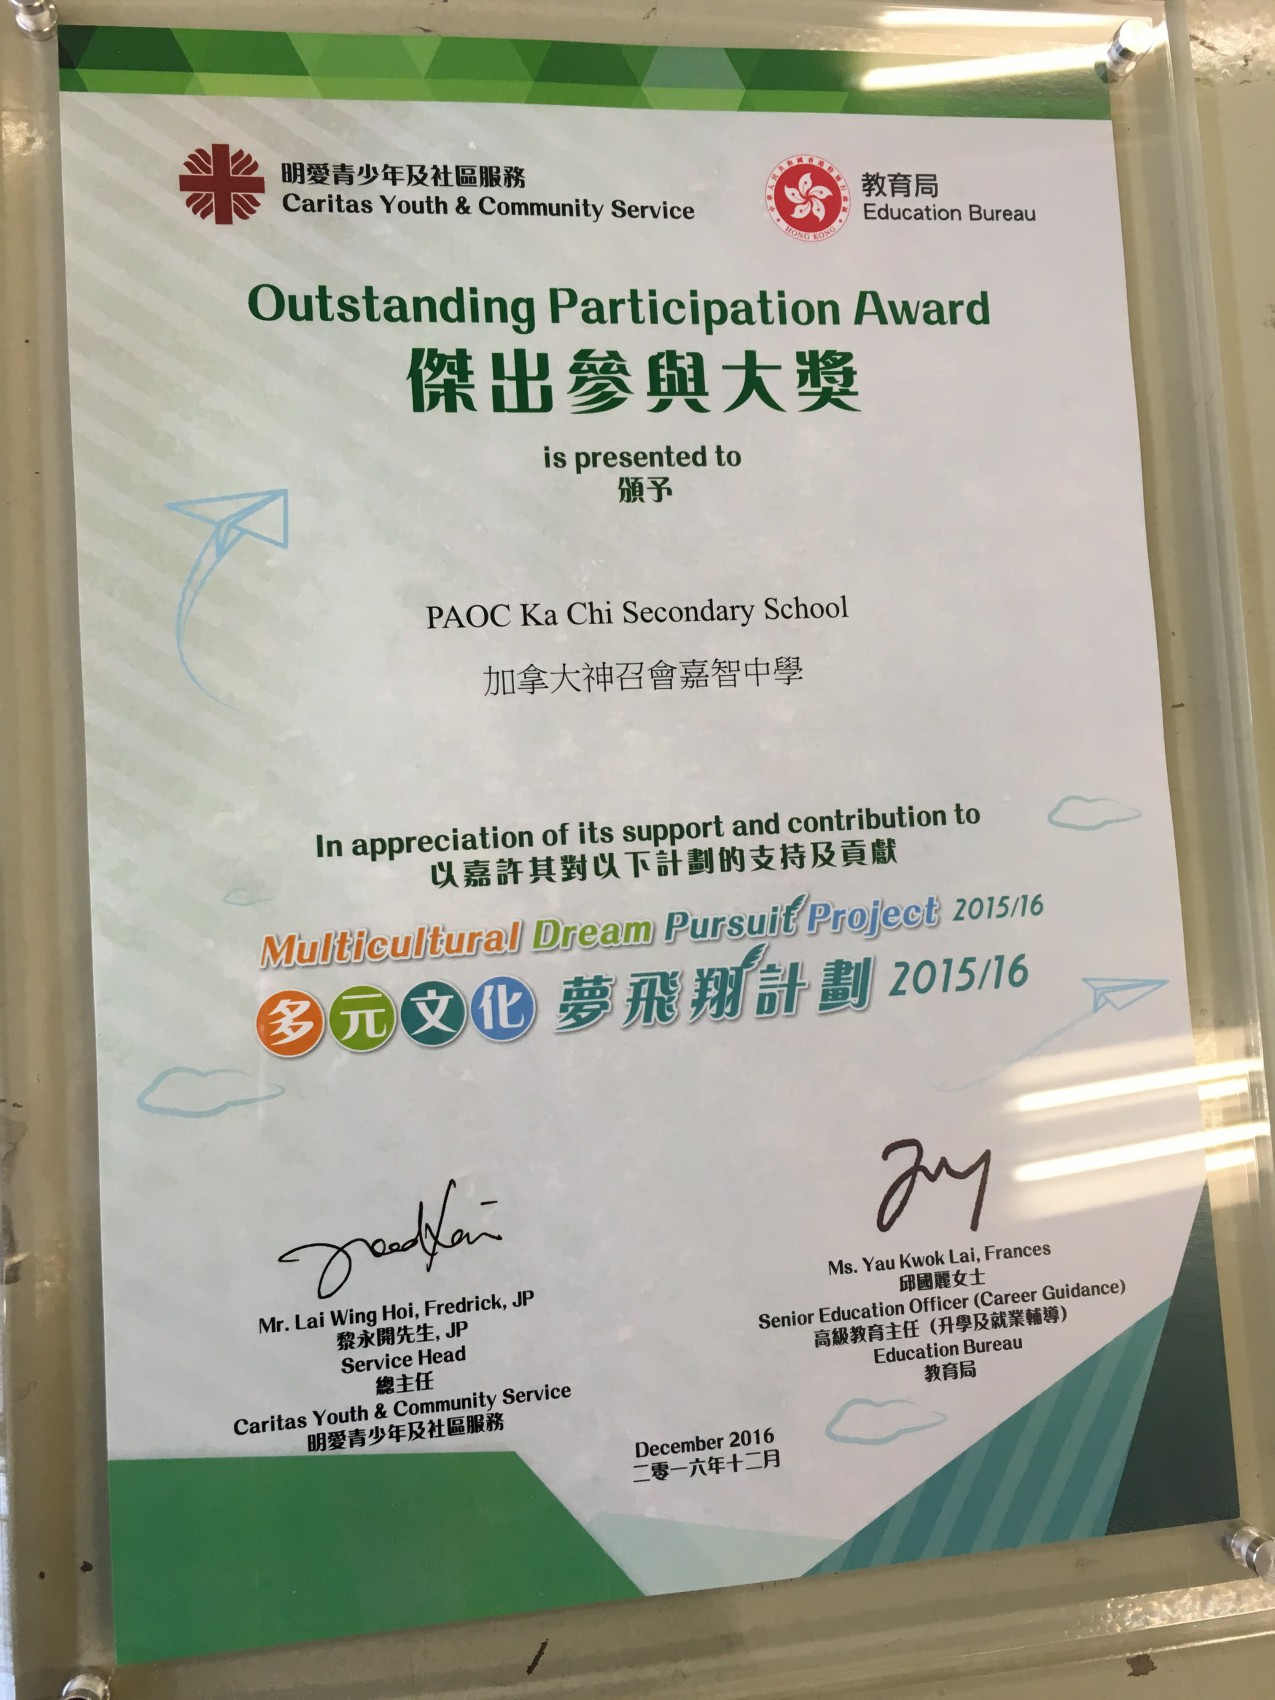 明愛青少年及社區服務
Caritas Youth & Community Service
教育局
Education Bureau
HONG KONG
Outstanding Participation Award
傑出參與大獎
is presented to
頒予
PAOC Ka Chi Secondary School
加拿大神召會嘉智中學
In appreciation of its support and contribution to
以嘉許其對以下計劃的支持及貢獻
Multicultural Dream Pursuit Project 2015/16
多元文化 夢飛翔計劃 2015/16
Mr. Lai Wing Hoi, Fredrick, JP
黎永開先生, JP
Service Head
總主任
Caritas Youth & Community Service
明愛青少年及社區服務
Ms. Yau Kwok Lai, Frances
邱國麗女士
Senior Education Officer (Career Guidance)
高級教育主任（升學及就業輔導）
Education Bureau
教育局
December 2016
二零一六年十二月